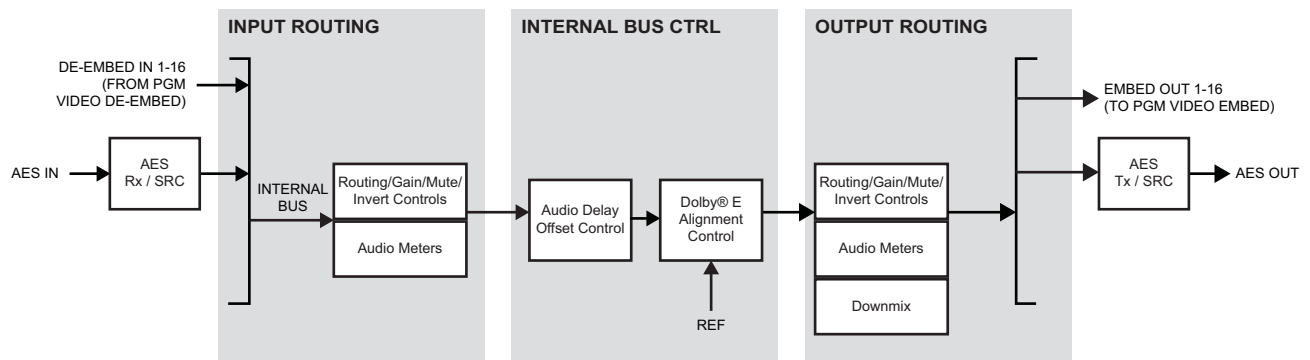 INPUT ROUTING
INTERNAL BUS CTRL
OUTPUT ROUTING
DE-EMBED IN 1-16
(FROM PGM
VIDEO DE-EMBED)
AES IN
AES
Rx / SRC
INTERNAL
BUS
Routing/Gain/Mute/
Invert Controls
Audio Meters
Audio Delay
Offset Control
Dolby® E
Alignment
Control
REF
Routing/Gain/Mute/
Invert Controls
Audio Meters
Downmix
EMBED OUT 1-16
(TO PGM VIDEO EMBED)
AES
Tx / SRC
AES OUT